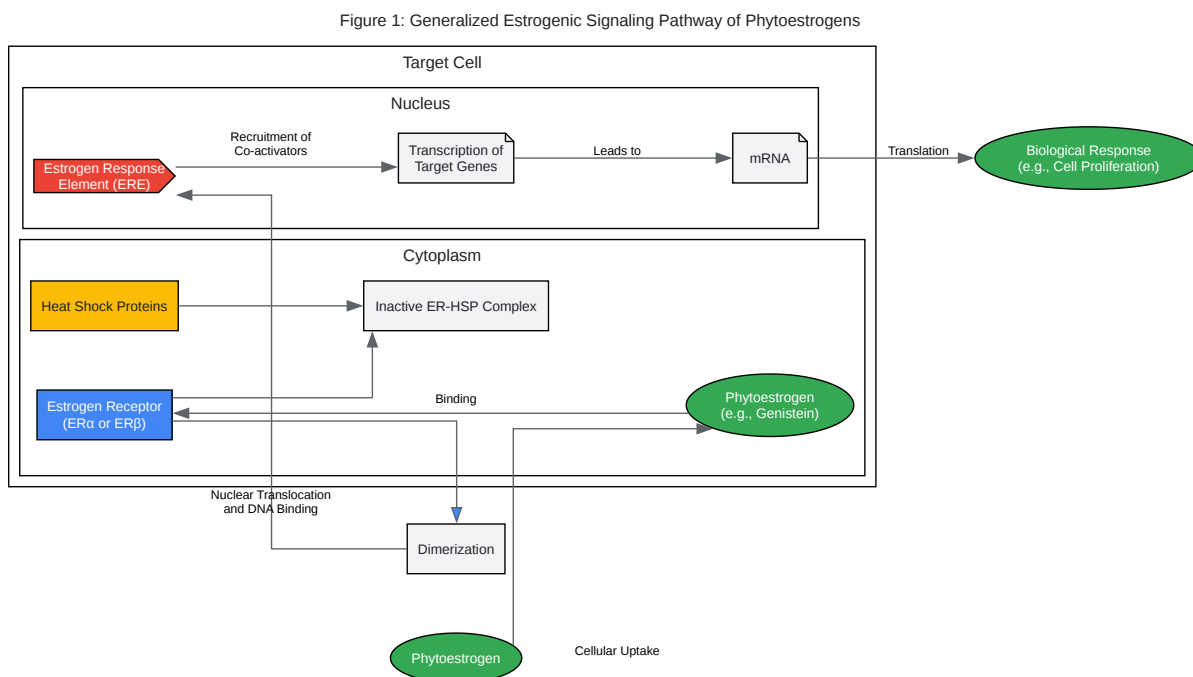 Figure 1: Generalized Estrogenic Signaling Pathway of Phytoestrogens
Target Cell
Nucleus
Recruitment of
Co-activators
Estrogen Response
Element (ERE)
Transcription of
Target Genes
Leads to
mRNA
Translation
Biological Response
(e.g., Cell Proliferation)
Cytoplasm
Heat Shock Proteins
Inactive ER-HSP Complex
Estrogen Receptor
(ERα or ERβ)
Binding
Phytoestrogen
(e.g., Genistein)
Nuclear Translocation
and DNA Binding
Dimerization
Phytoestrogen
Cellular Uptake